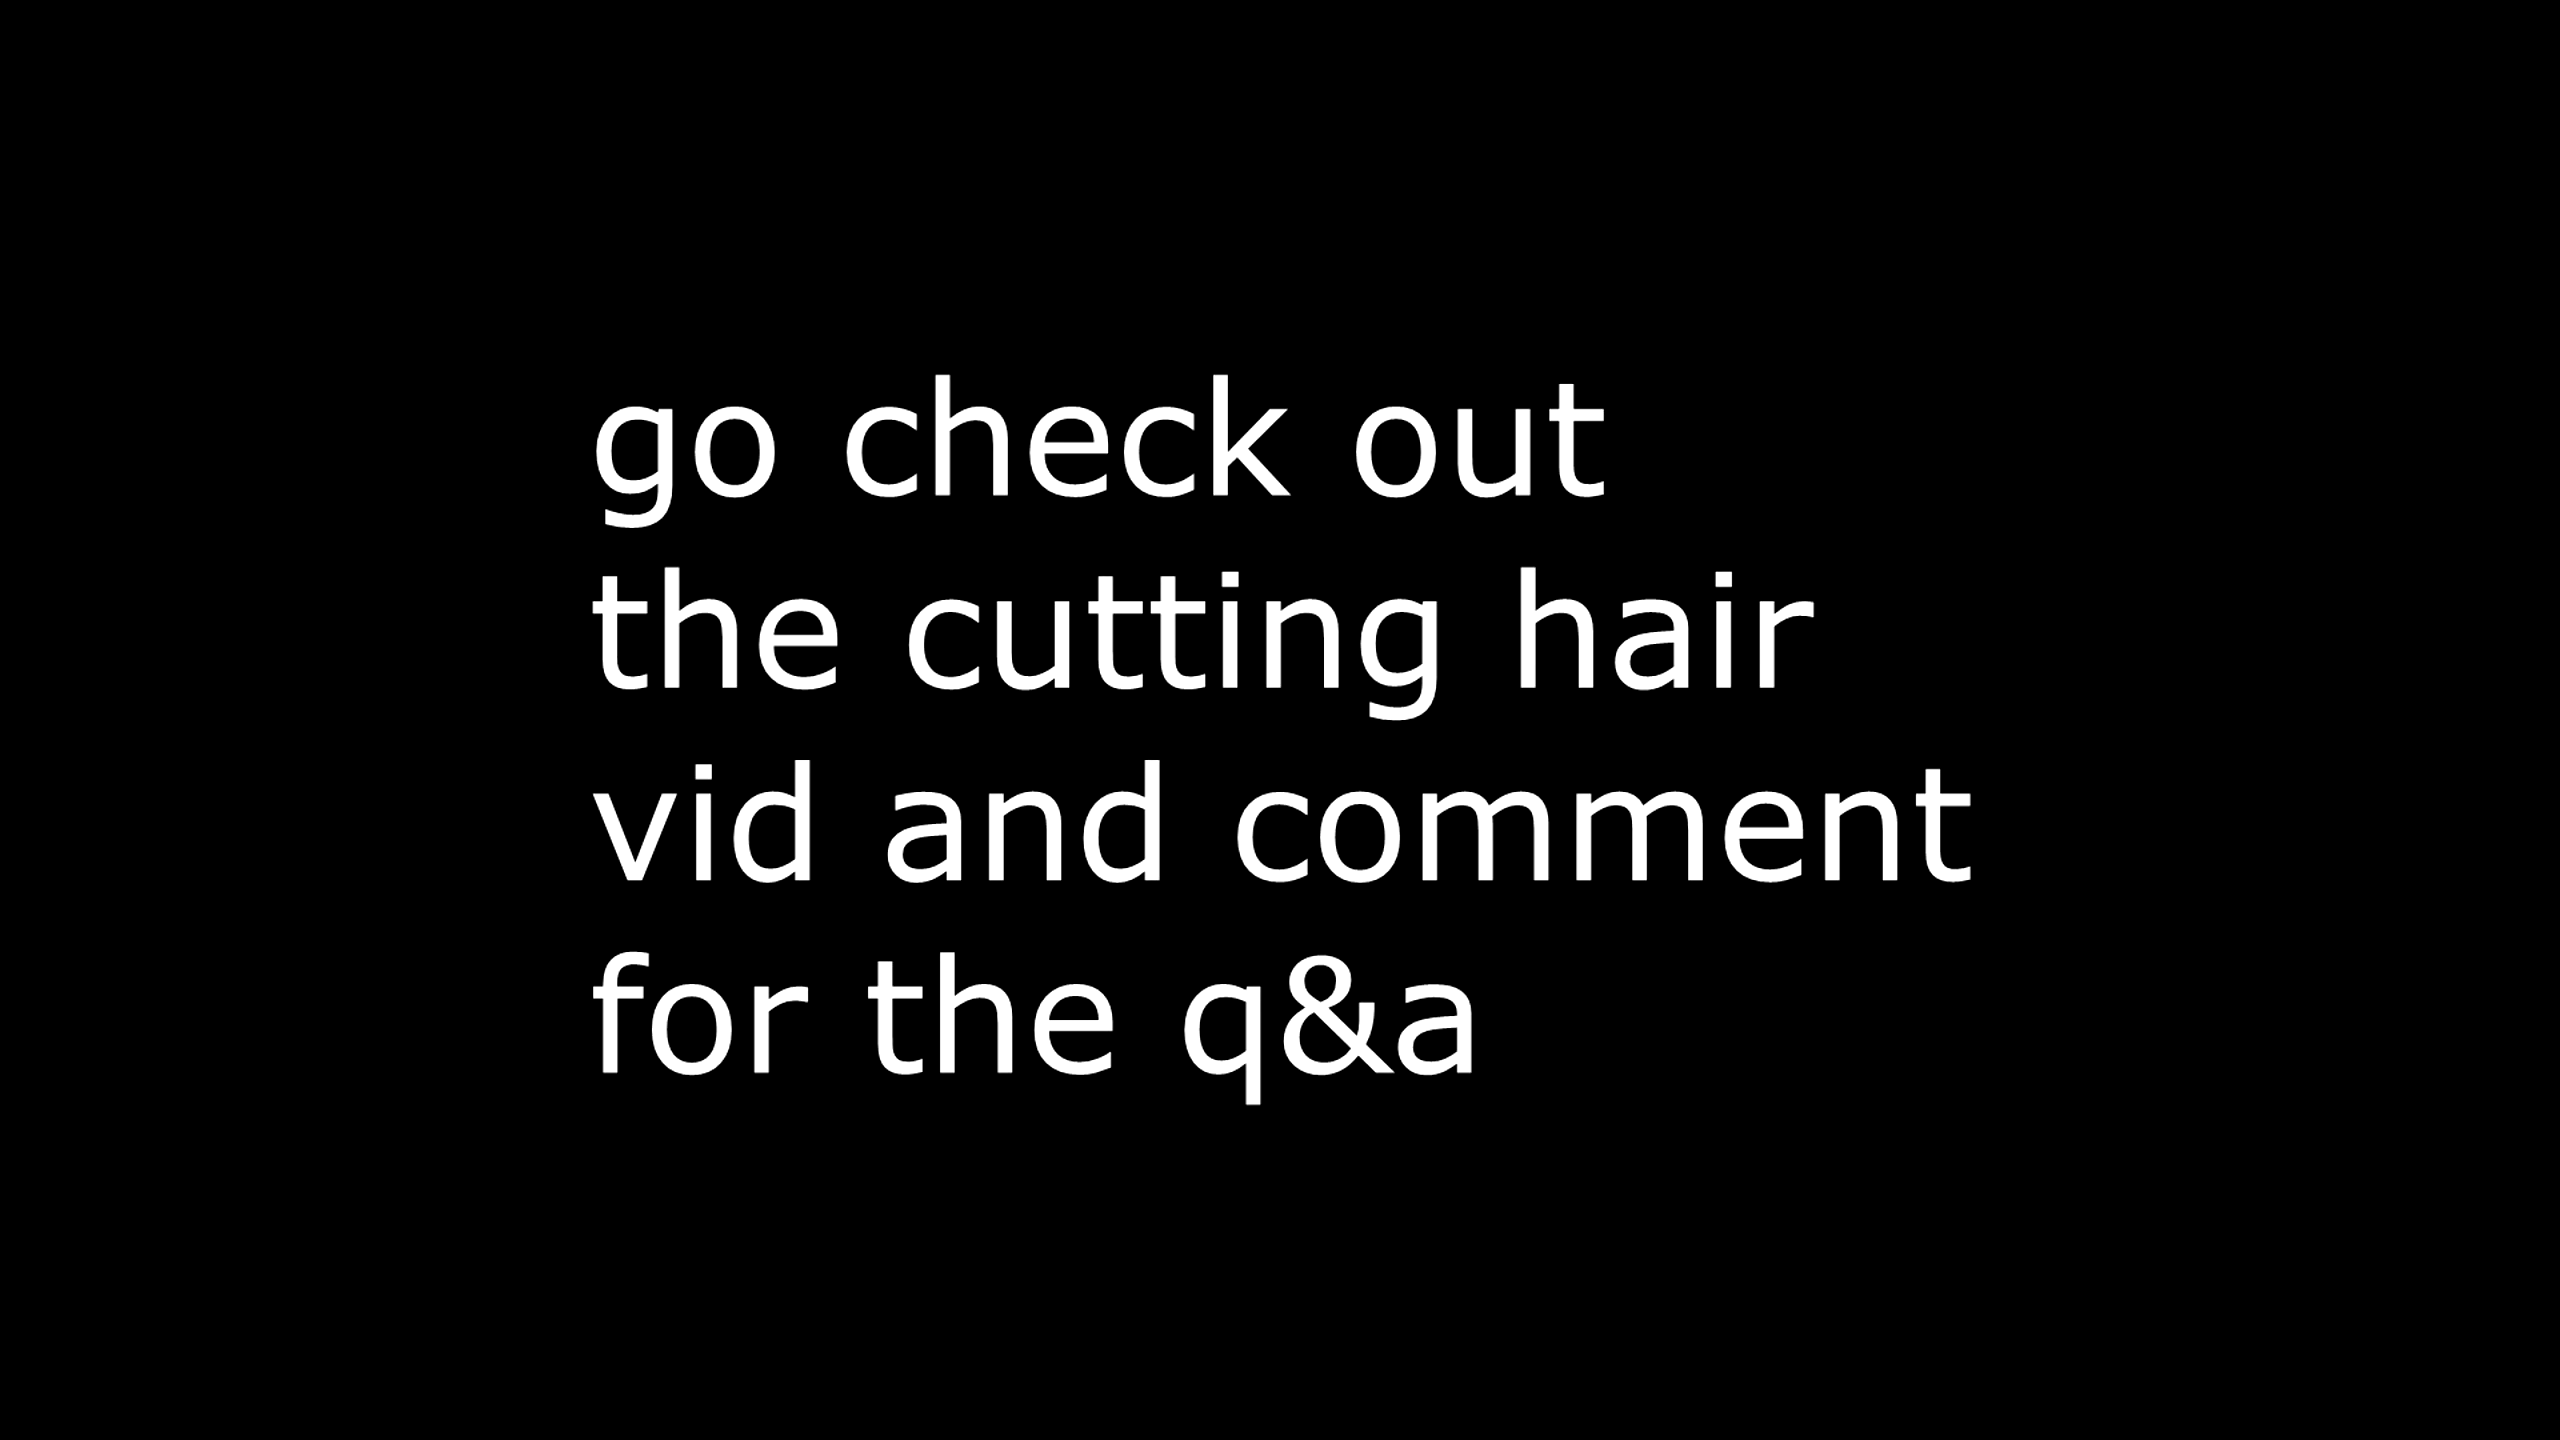 go check out
the cutting hair
vid and comment
for the q&a